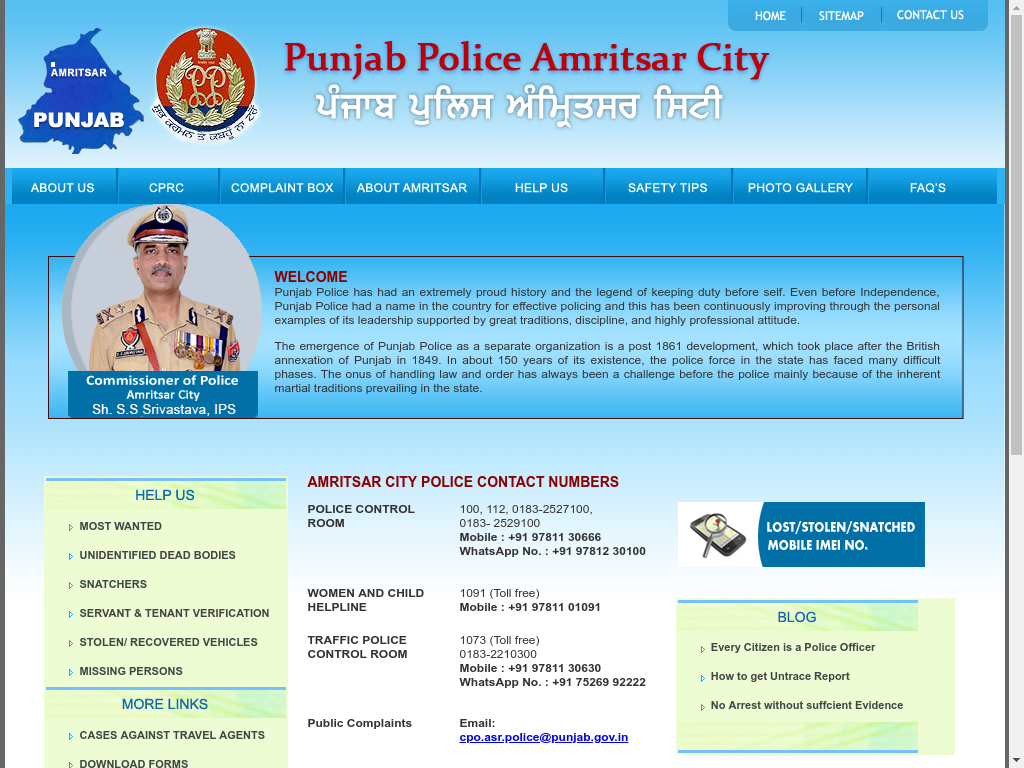 HOME
SITEMAP
CONTACT US
AMRITSAR
PUNJAB
Punjab Police Amritsar City
ਪੰਜਾਬ ਪੁਲਿਸ ਅੰਮ੍ਰਿਤਸਰ ਸਿਟੀ
ABOUT US
CPRC
COMPLAINT BOX
ABOUT AMRITSAR
HELP US
SAFETY TIPS
PHOTO GALLERY
FAQ'S
WELCOME
Punjab Police has had an extremely proud history and the legend of keeping duty before self. Even before Independence,
Punjab Police had a name in the country for effective policing and this has been continuously improving through the personal
examples of its leadership supported by great traditions, discipline, and highly professional attitude.
The emergence of Punjab Police as a separate organization is a post 1861 development, which took place after the British
annexation of Punjab in 1849. In about 150 years of its existence, the police force in the state has faced many difficult
phases. The onus of handling law and order has always been a challenge before the police mainly because of the inherent
martial traditions prevailing in the state.
Commissioner of Police
Amritsar City
Sh. S.S Srivastava, IPS
HELP US
MOST WANTED
UNIDENTIFIED DEAD BODIES
SNATCHERS
SERVANT & TENANT VERIFICATION
STOLEN/ RECOVERED VEHICLES
MISSING PERSONS
MORE LINKS
CASES AGAINST TRAVEL AGENTS
DOWNLOAD FORMS
AMRITSAR CITY POLICE CONTACT NUMBERS
POLICE CONTROL
ROOM
100, 112, 0183-2527100,
0183- 2529100
Mobile : +91 97811 30666
WhatsApp No. : +91 97812 30100
WOMEN AND CHILD
HELPLINE
1091 (Toll free)
Mobile : +91 97811 01091
TRAFFIC POLICE
CONTROL ROOM
1073 (Toll free)
0183-2210300
Mobile : +91 97811 30630
WhatsApp No. : +91 75269 92222
Public Complaints
Email:
cpo.asr.police@punjab.gov.in
LOST/STOLEN/SNATCHED
MOBILE IMEI NO.
BLOG
Every Citizen is a Police Officer
How to get Untrace Report
No Arrest without suffcient Evidence